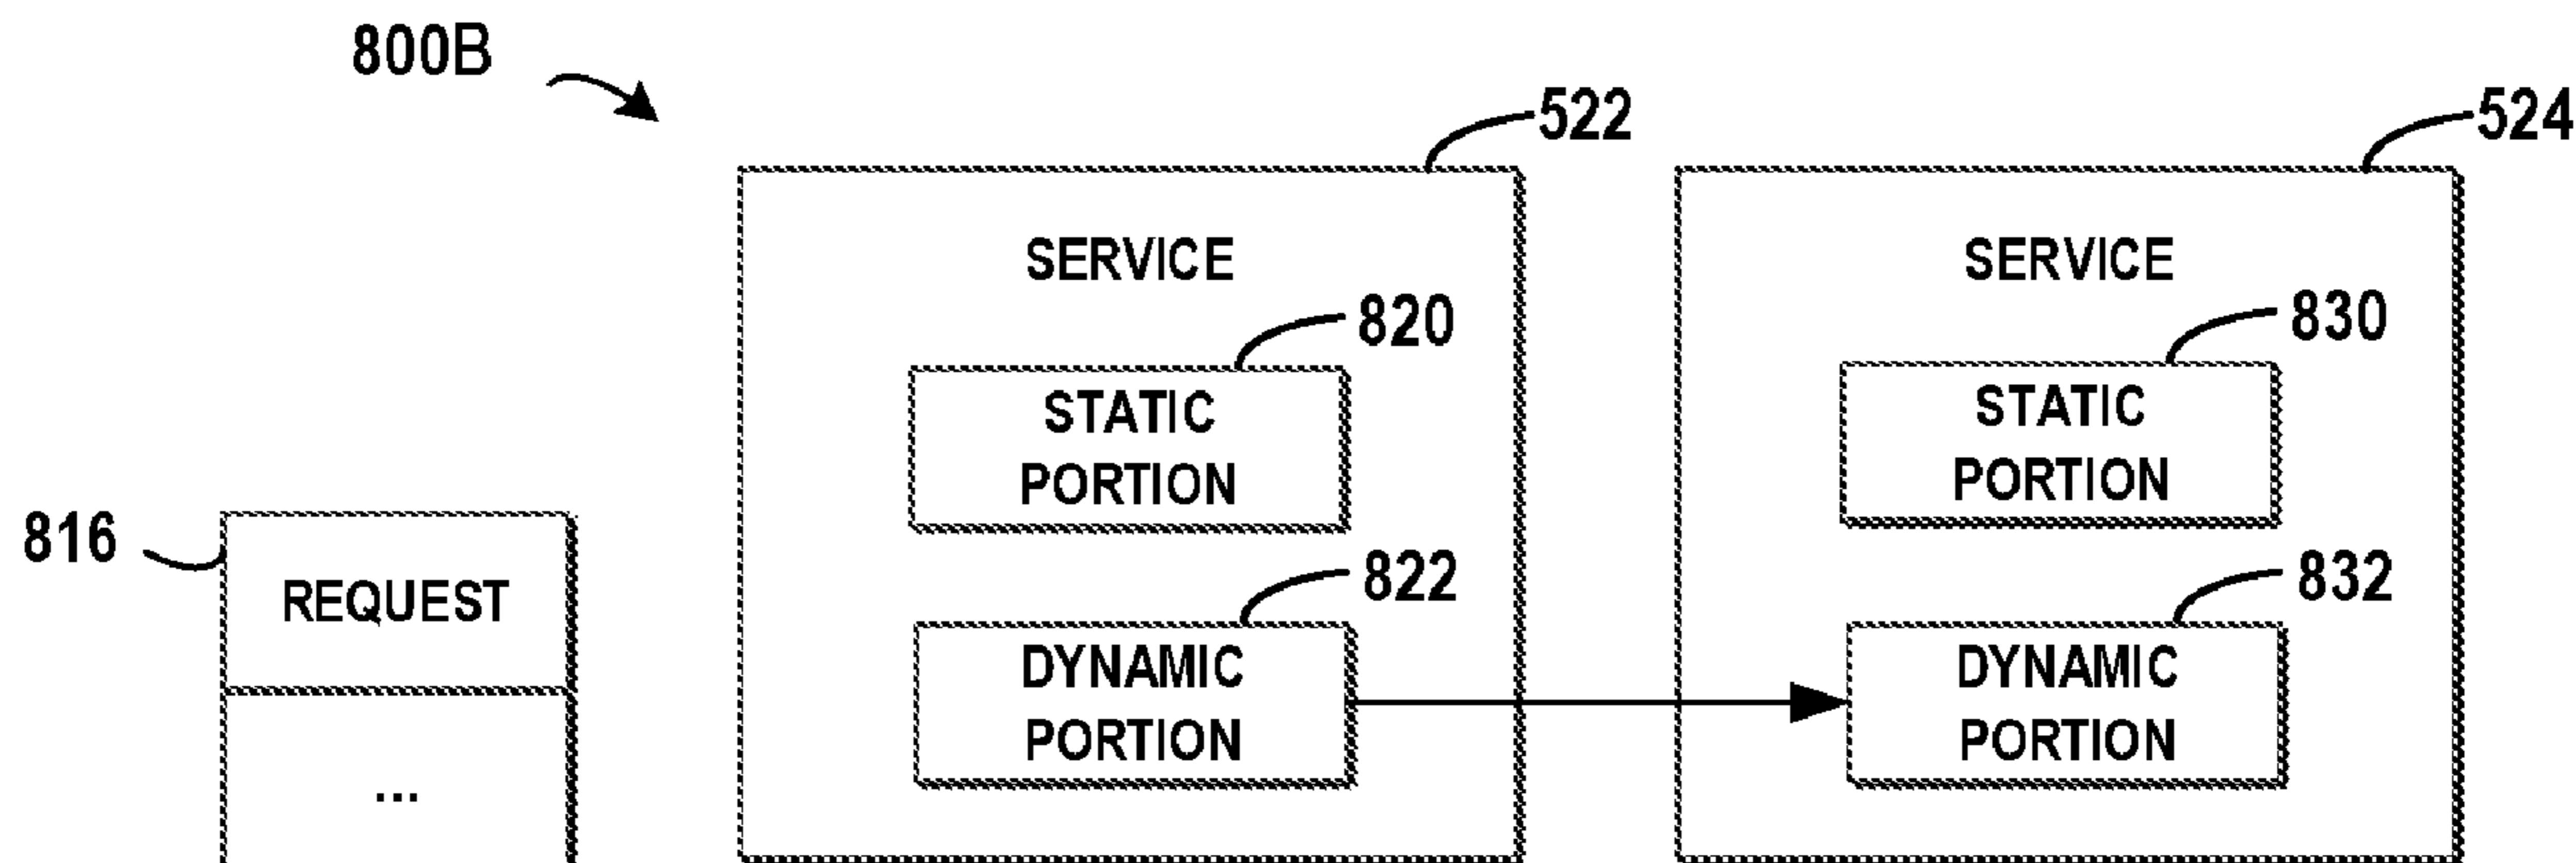 800B
522
524
SERVICE
SERVICE
820
830
STATIC
PORTION
STATIC
PORTION
816
REQUEST
822
832
DYNAMIC
PORTION
DYNAMIC
PORTION
...